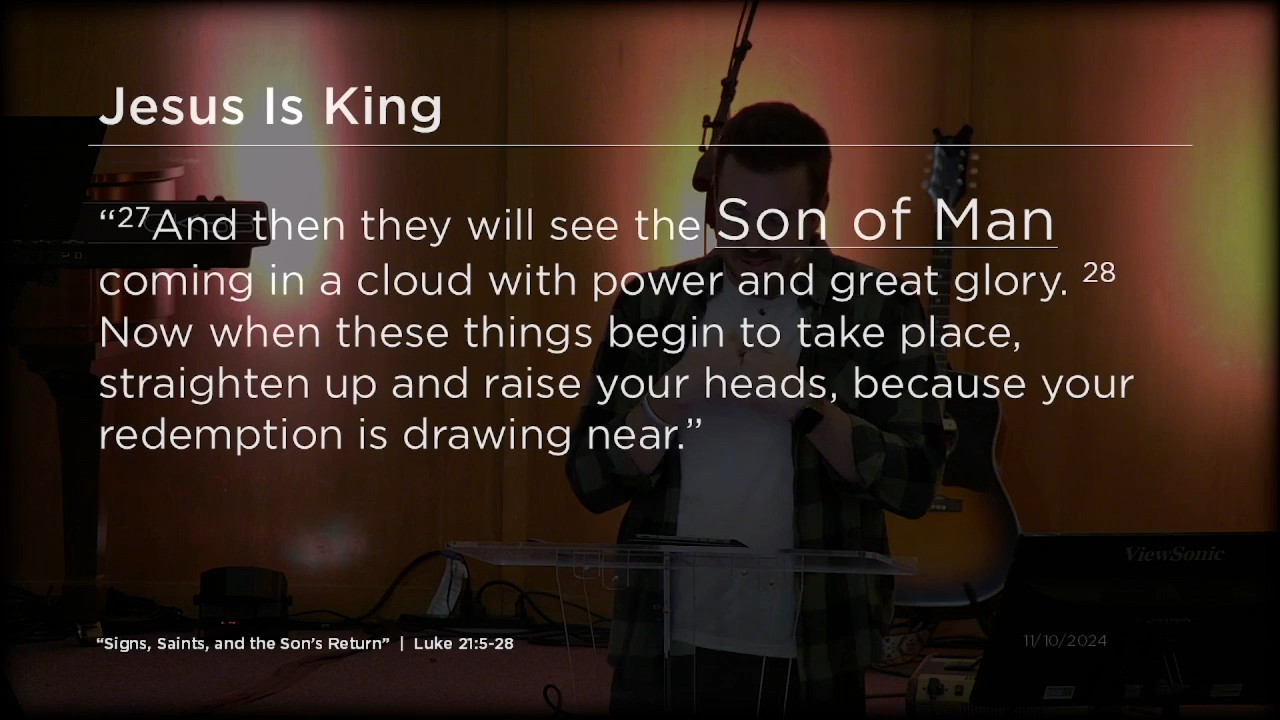 Jesus Is King
“27And then they will see the Son of Man
coming in a cloud with power and great glory. 28
Now when these things begin to take place,
straighten up and raise your heads, because your
redemption is drawing near.”
ViewSonic
“Signs, Saints, and the Son’s Return” | Luke 21:5-28
11/10/2024